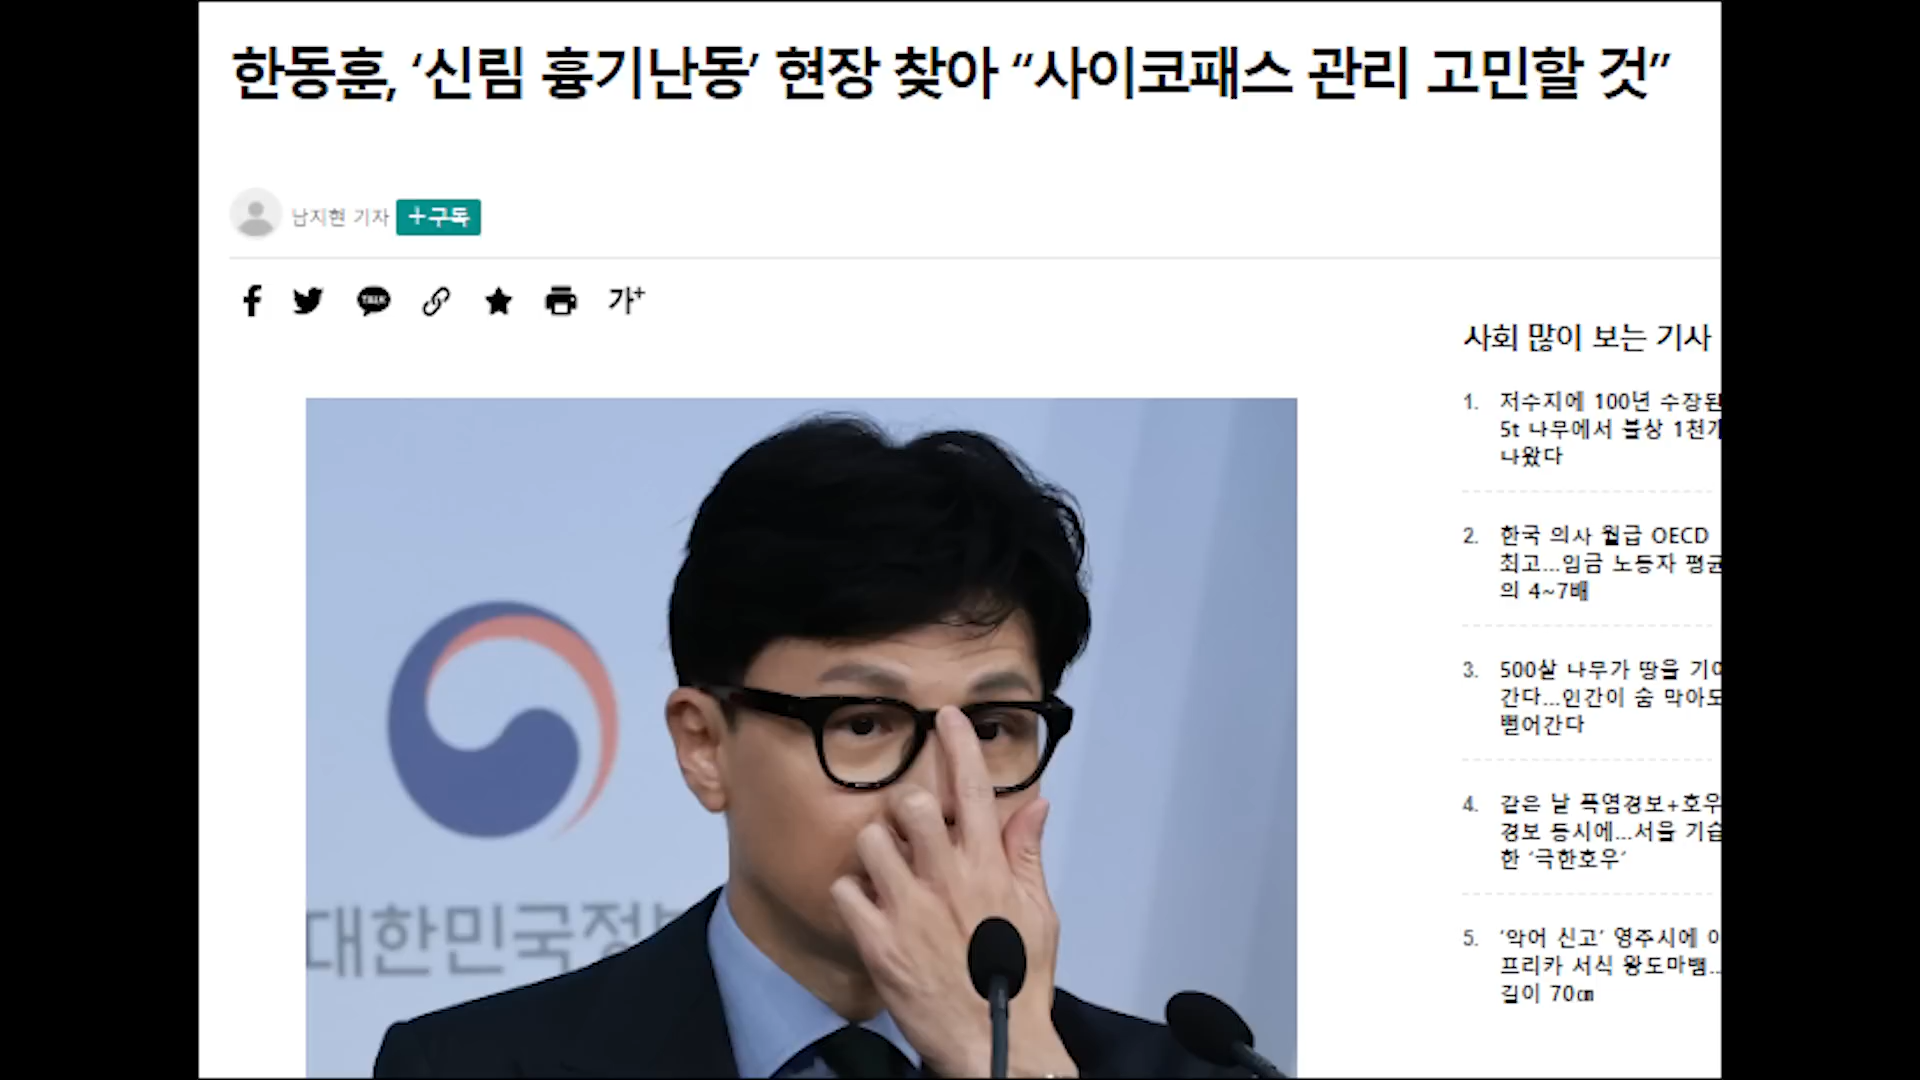 한동훈, ‘신림 흉기난동’ 현장 찾아 “사이코패스 관리 고민할 것”
남지현 기자 +구독
TALK 가+
대한민국정부
사회 많이 보는 기사
1. 저수지에 100년 수장된
5t 나무에서 불상 1천개
나왔다
2. 한국 의사 월급 OECD
최고…임금 노동자 평균
의 4~7배
3. 500살 나무가 땅을 기어
간다…인간이 숨 막아도
뻗어간다
4. 같은 날 폭염경보+호우
경보 동시에…서울 기습
한 ‘극한호우’
5. ‘악어 신고’ 영주시에 아
프리카 서식 왕도마뱀…
길이 70㎝